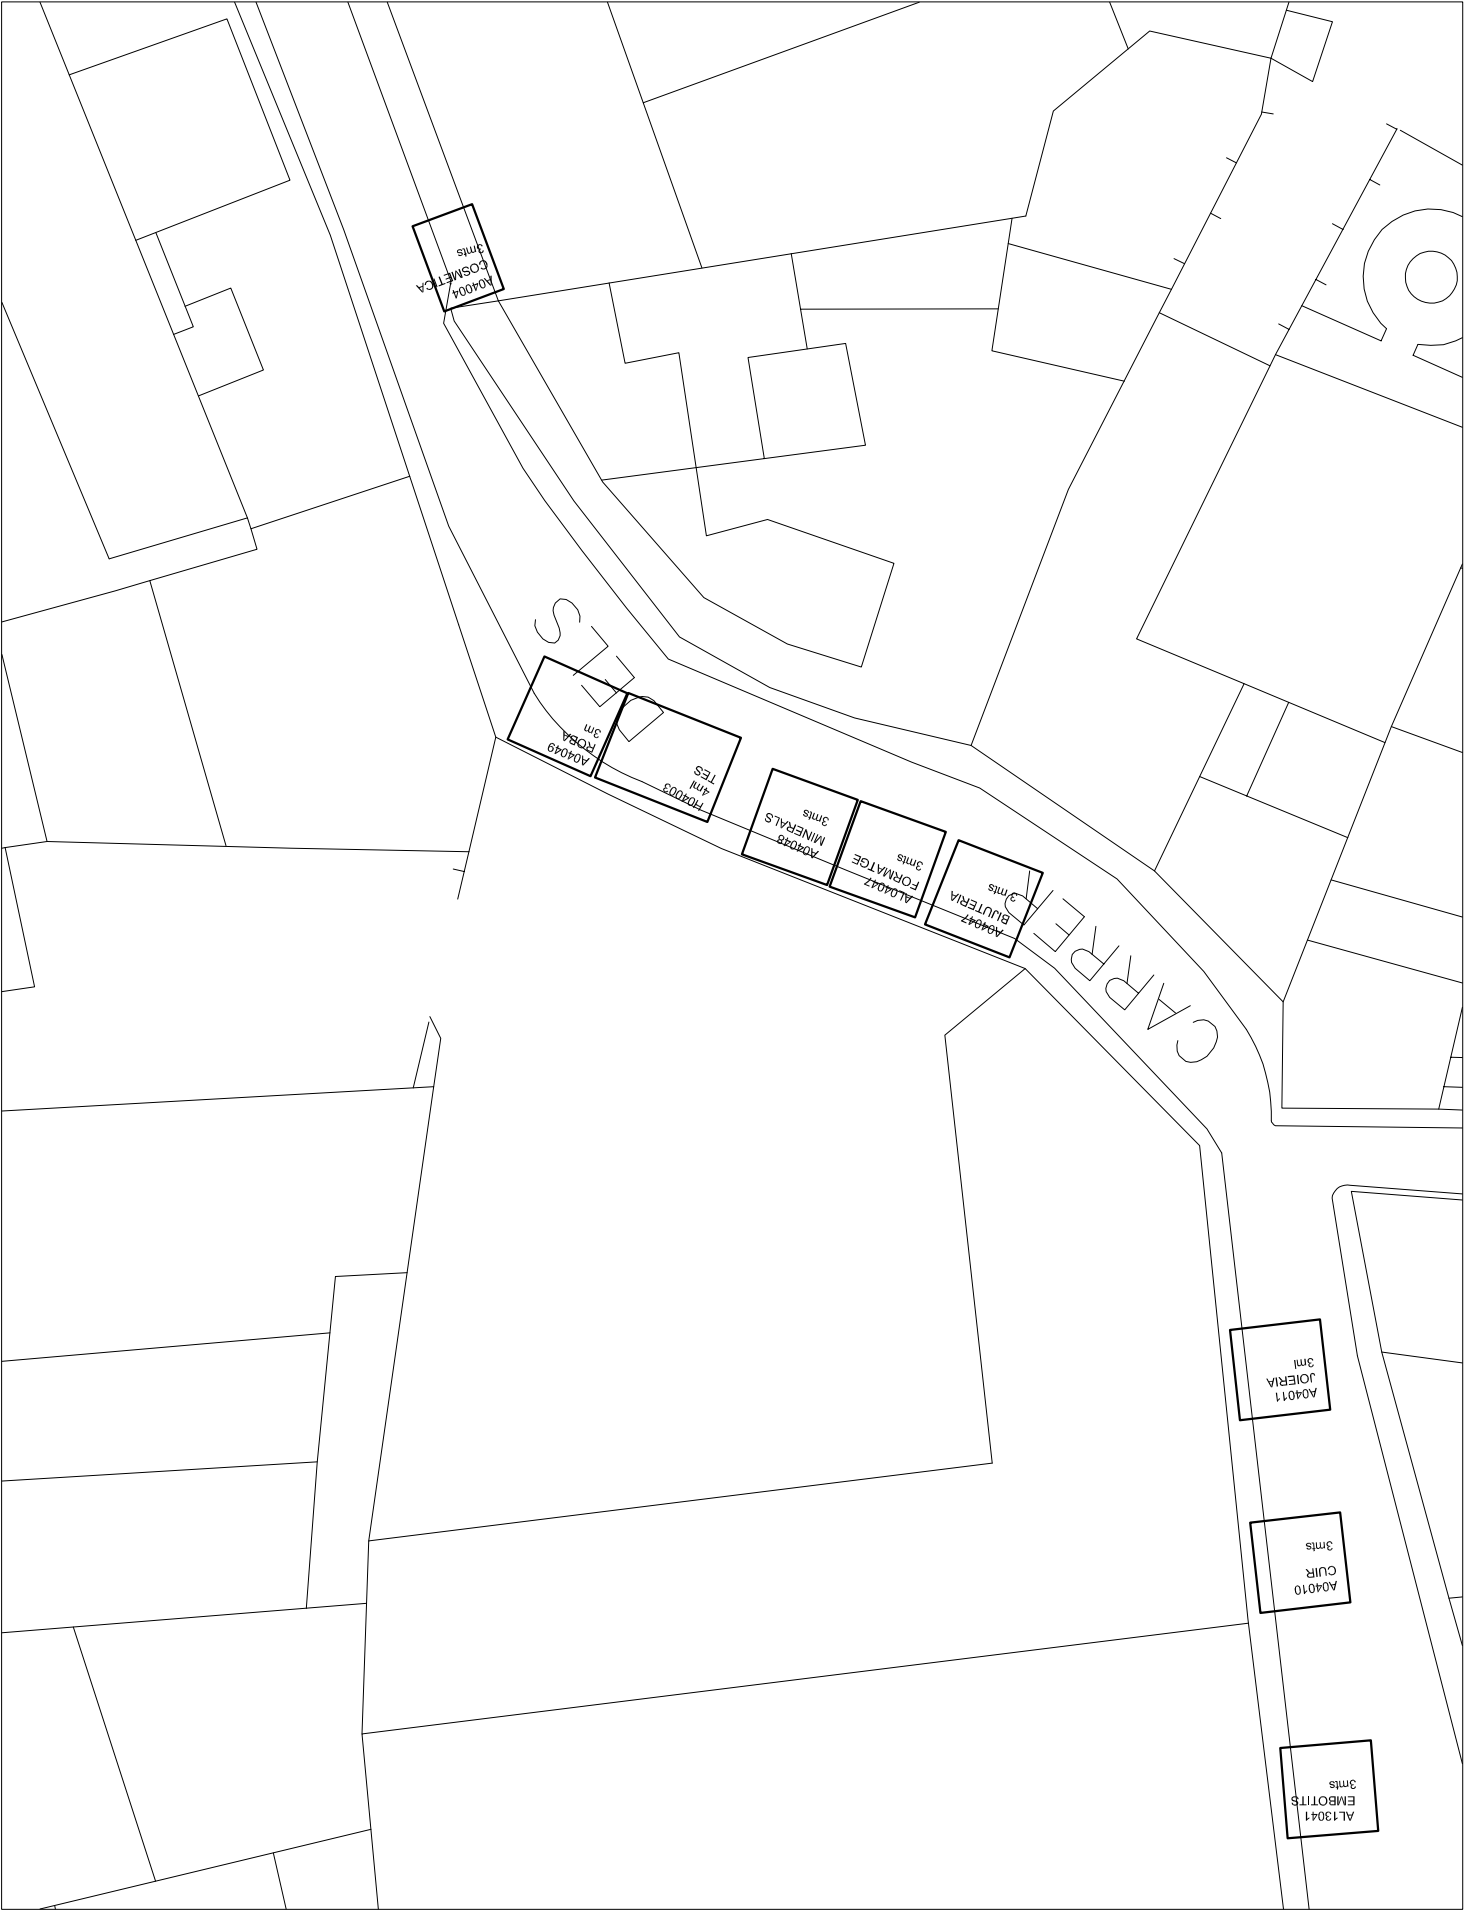 A04004
COSMETICA
3mts
A04049
ROBA
3m
H04003
4ml
TES
A04048
MINERALS
3mts
AL04047
FORMATGE
3mts
A04047
BIJUTERIA
3 mts
CARRER
DELS
A04011
JOIERIA
3ml
A04010
CUIR
3mts
AL13041
EMBOTITS
3mts